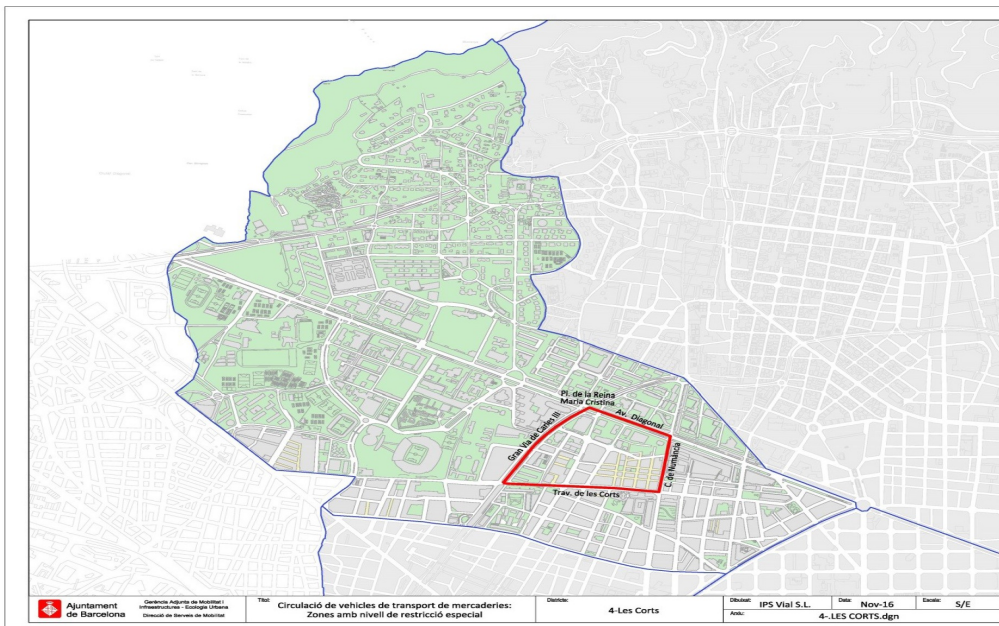 Pl. de la Reina
Maria Cristina
Av. Diagonal
Gran Via de Carles III
C. de Numància
Trav. de les Corts
Ajuntament
de Barcelona
Gerència Adjunta de Mobilitat i
Infraestructures - Ecologia Urbana
Direcció de Serveis de Mobilitat
Títol:
Circulació de vehicles de transport de mercaderies:
Zones amb nivell de restricció especial
Districte:
4-Les Corts
Dibuixat:
IPS Vial S.L.
Data:
Nov-16
Escala:
S/E
Arxiu:
4-.LES CORTS.dgn